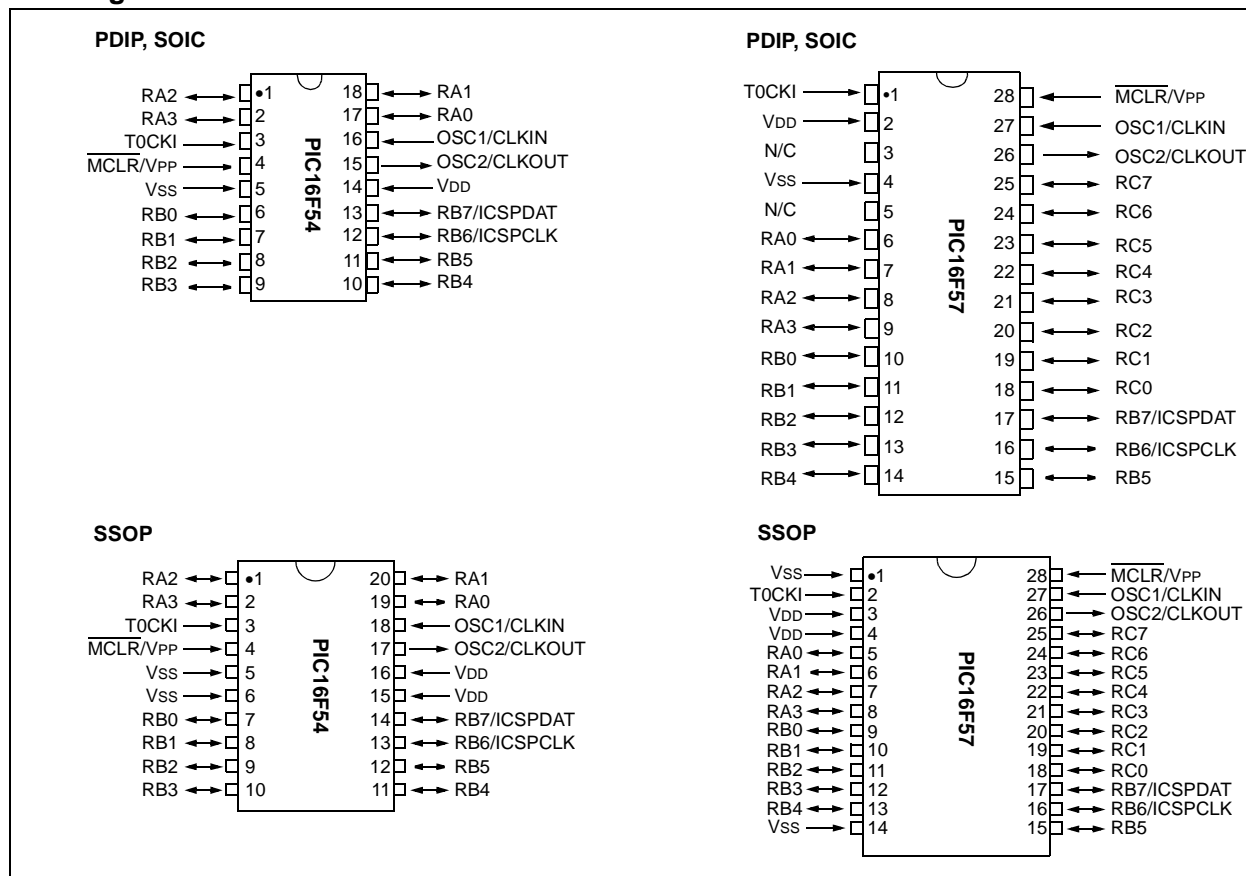 PDIP, SOIC
RA2 •1 18 RA1
RA3 2 17 RA0
T0CKI 3 16 OSC1/CLKIN
MCLR/VPP 4 15 OSC2/CLKOUT
VSS 5 14 VDD
RB0 6 13 RB7/ICSPDAT
RB1 7 12 RB6/ICSPCLK
RB2 8 11 RB5
RB3 9 10 RB4
PIC16F54
PDIP, SOIC
T0CKI •1 28 MCLR/VPP
VDD 2 27 OSC1/CLKIN
N/C 3 26 OSC2/CLKOUT
VSS 4 25 RC7
N/C 5 24 RC6
RA0 6 23 RC5
RA1 7 22 RC4
RA2 8 21 RC3
RA3 9 20 RC2
RB0 10 19 RC1
RB1 11 18 RC0
RB2 12 17 RB7/ICSPDAT
RB3 13 16 RB6/ICSPCLK
RB4 14 15 RB5
PIC16F57
SSOP
RA2 •1 20 RA1
RA3 2 19 RA0
T0CKI 3 18 OSC1/CLKIN
MCLR/VPP 4 17 OSC2/CLKOUT
VSS 5 16 VDD
VSS 6 15 VDD
RB0 7 14 RB7/ICSPDAT
RB1 8 13 RB6/ICSPCLK
RB2 9 12 RB5
RB3 10 11 RB4
PIC16F54
SSOP
VSS •1 28 MCLR/VPP
T0CKI 2 27 OSC1/CLKIN
VDD 3 26 OSC2/CLKOUT
VDD 4 25 RC7
RA0 5 24 RC6
RA1 6 23 RC5
RA2 7 22 RC4
RA3 8 21 RC3
RB0 9 20 RC2
RB1 10 19 RC1
RB2 11 18 RC0
RB3 12 17 RB7/ICSPDAT
RB4 13 16 RB6/ICSPCLK
VSS 14 15 RB5
PIC16F57